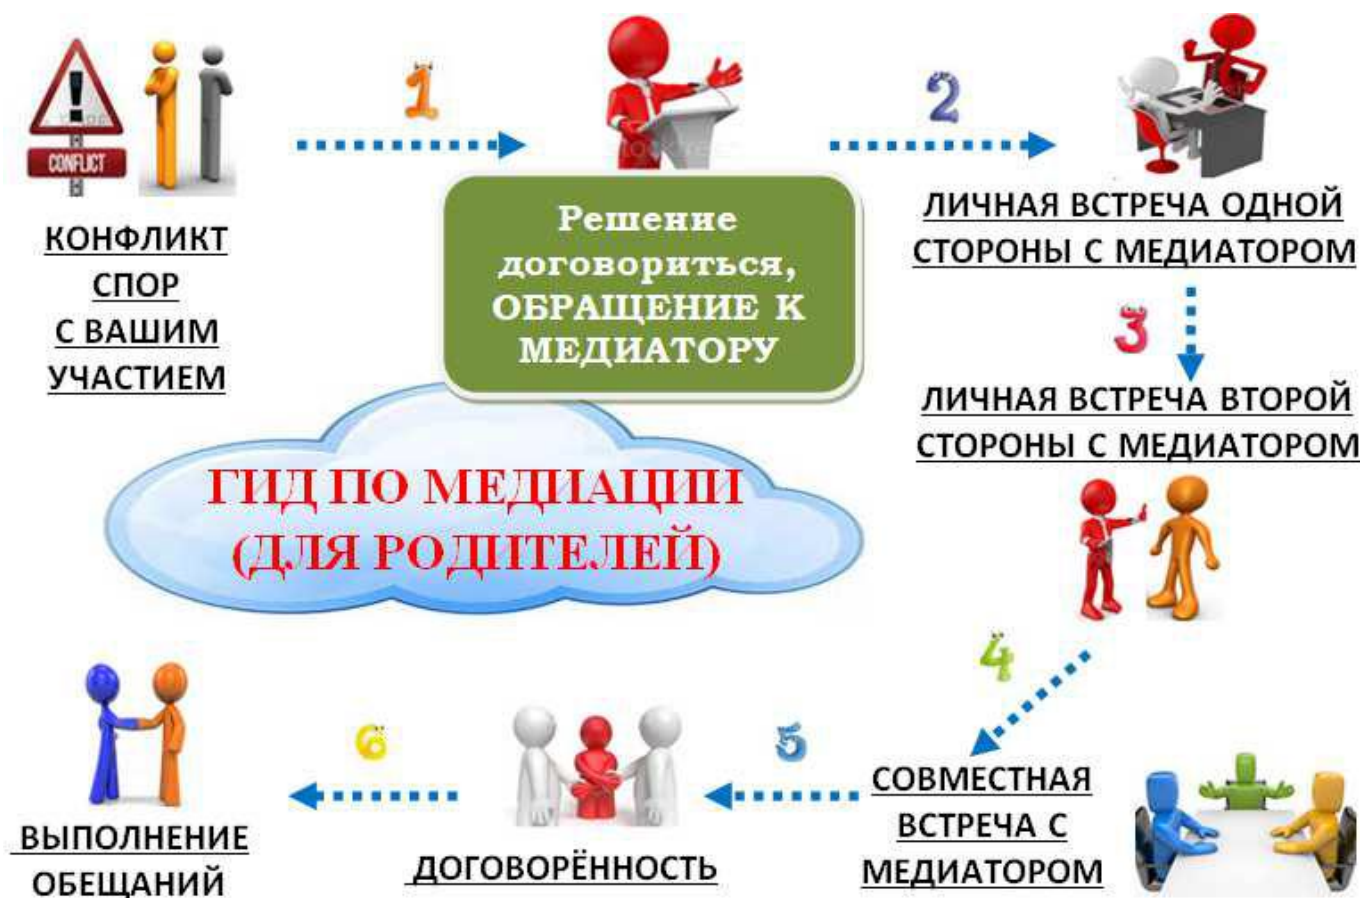 CONFLICT
КОНФЛИКТ
СПОР
С ВАШИМ
УЧАСТИЕМ
1
Решение
договориться,
ОБРАЩЕНИЕ К
МЕДИАТОРУ
2
ЛИЧНАЯ ВСТРЕЧА ОДНОЙ
СТОРОНЫ С МЕДИАТОРОМ
3
ЛИЧНАЯ ВСТРЕЧА ВТОРОЙ
СТОРОНЫ С МЕДИАТОРОМ
ГИД ПО МЕДИАЦИИ
(ДЛЯ РОДИТЕЛЕЙ)
4
СОВМЕСТНАЯ
ВСТРЕЧА С
МЕДИАТОРОМ
5
ДОГОВОРЁННОСТЬ
6
ВЫПОЛНЕНИЕ
ОБЕЩАНИЙ